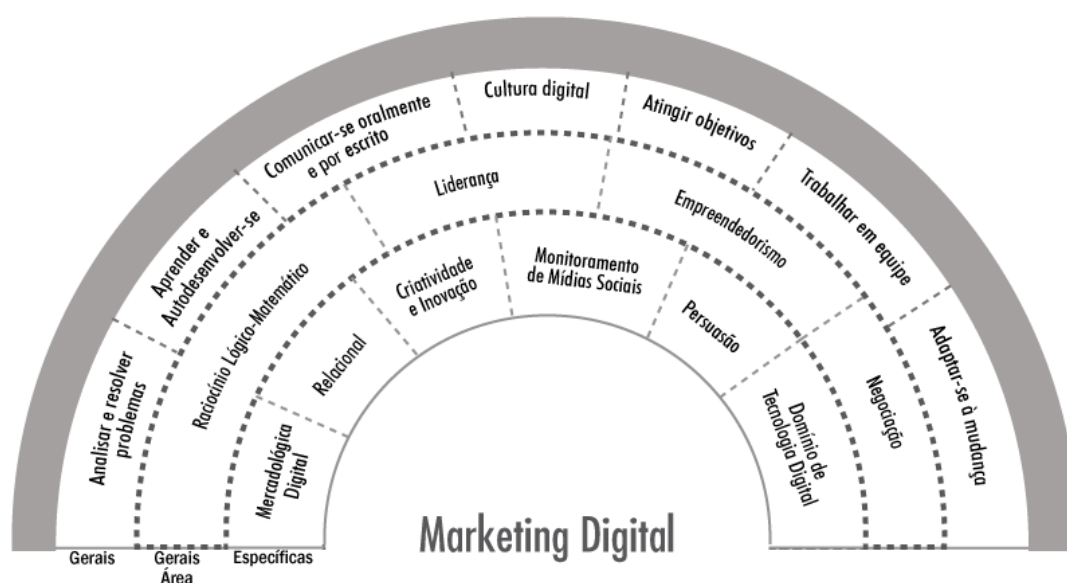 Analisar e resolver
problemas
Aprender e
Autodesenvolver-se
Comunicar-se oralmente
e por escrito
Cultura digital
Atingir objetivos
Trabalhar em equipe
Adaptar-se à mudança
Raciocínio Lógico-Matemático
Liderança
Empreendedorismo
Negociação
Mercadológica
Digital
Relacional
Criatividade
e Inovação
Monitoramento
de Mídias Sociais
Persuasão
Domínio de
Tecnologia Digital
Marketing Digital
Gerais
Gerais
Área
Específicas